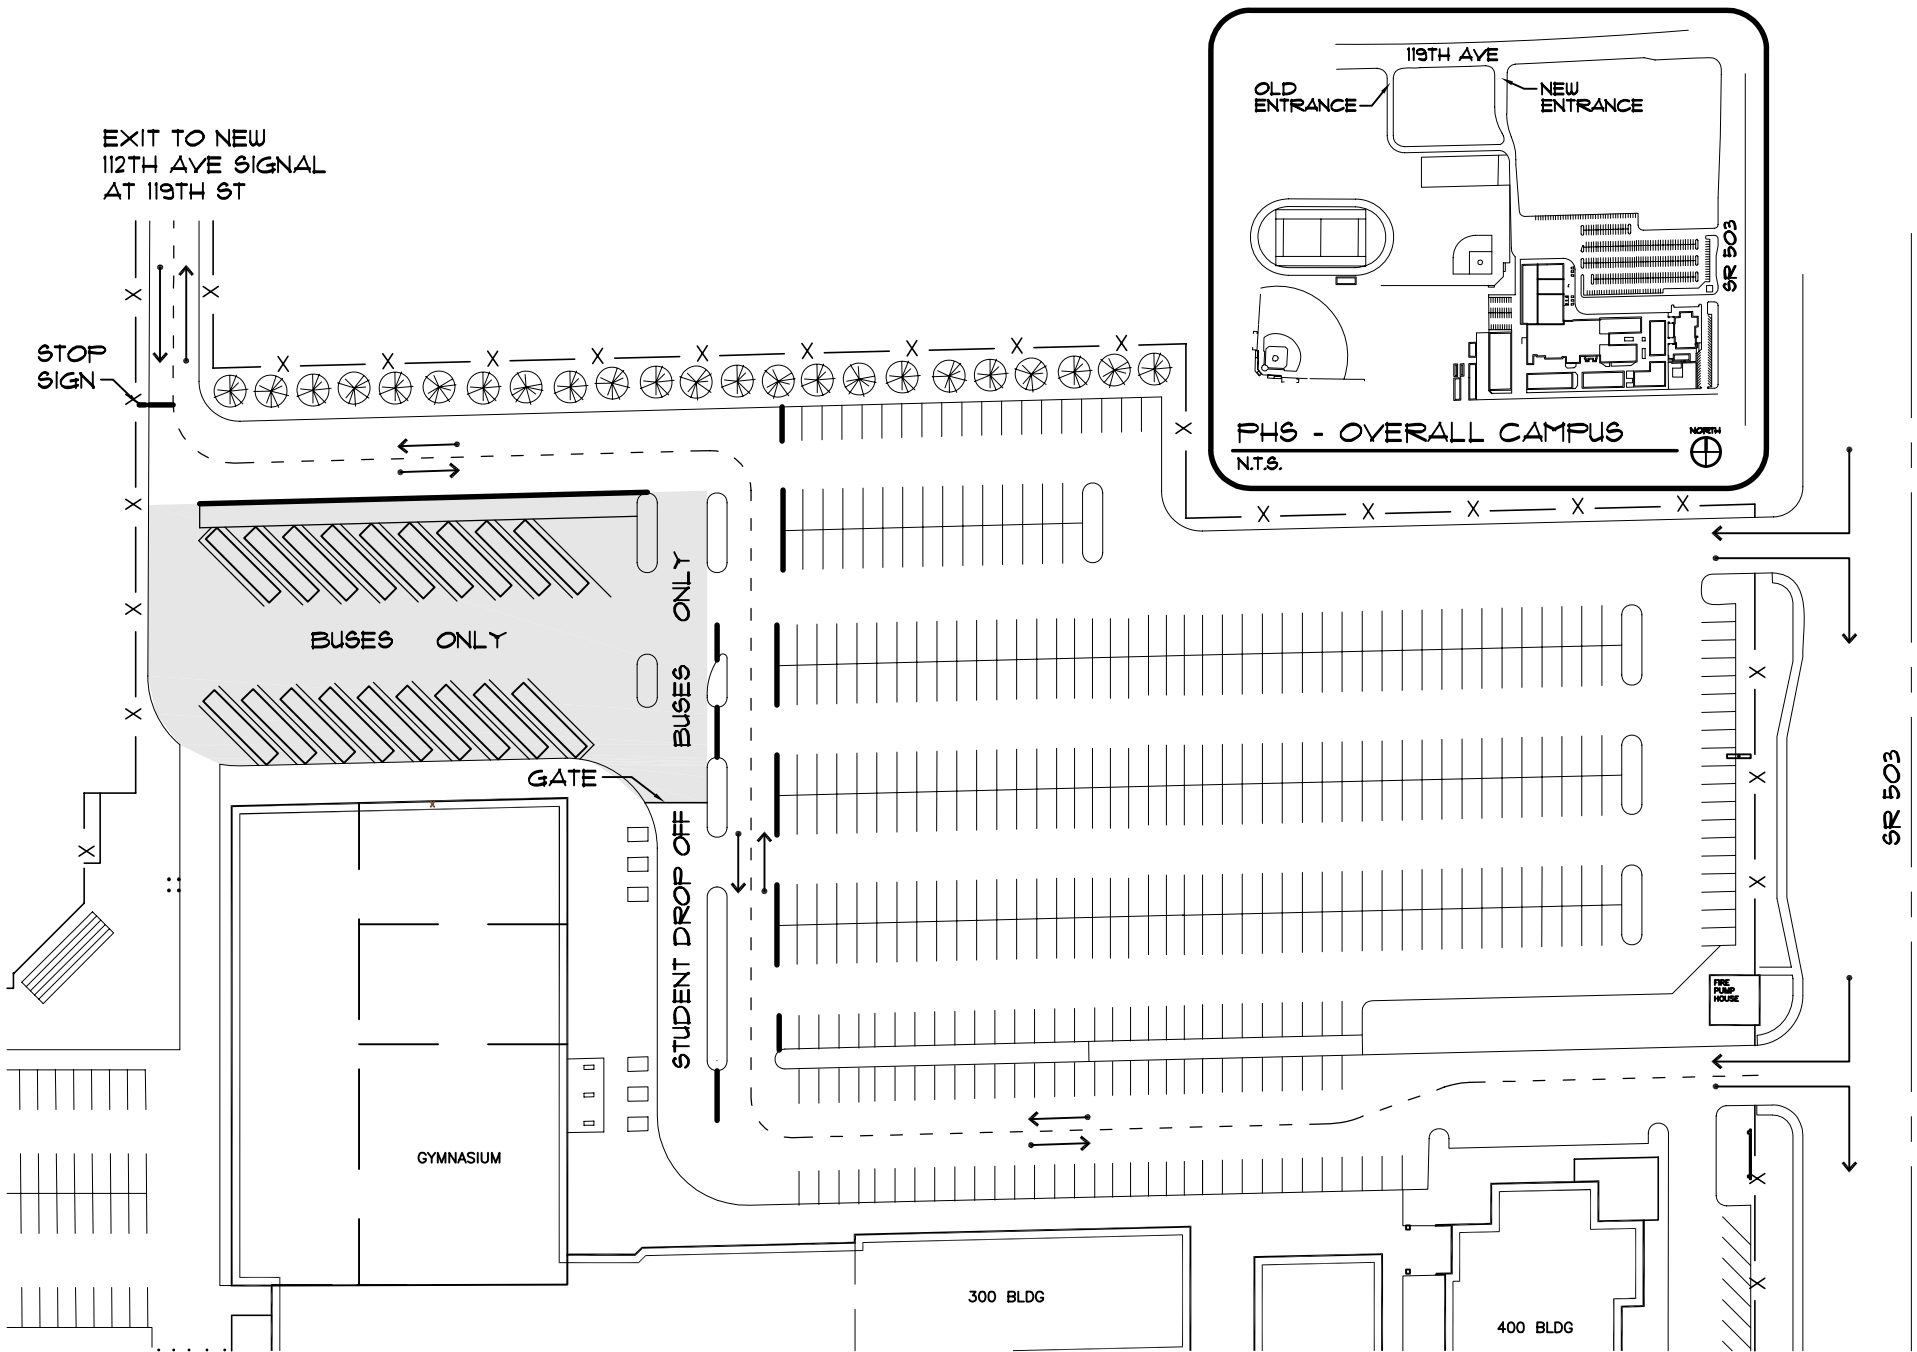 119TH AVE
OLD
ENTRANCE
NEW
ENTRANCE
SR 503
PHS - OVERALL CAMPUS
N.T.S.
NORTH
EXIT TO NEW
112TH AVE SIGNAL
AT 119TH ST
STOP
SIGN
BUSES ONLY
BUSES ONLY
GATE
STUDENT DROP OFF
SR 503
FIRE
PUMP
HOUSE
GYMNASIUM
300 BLDG
400 BLDG